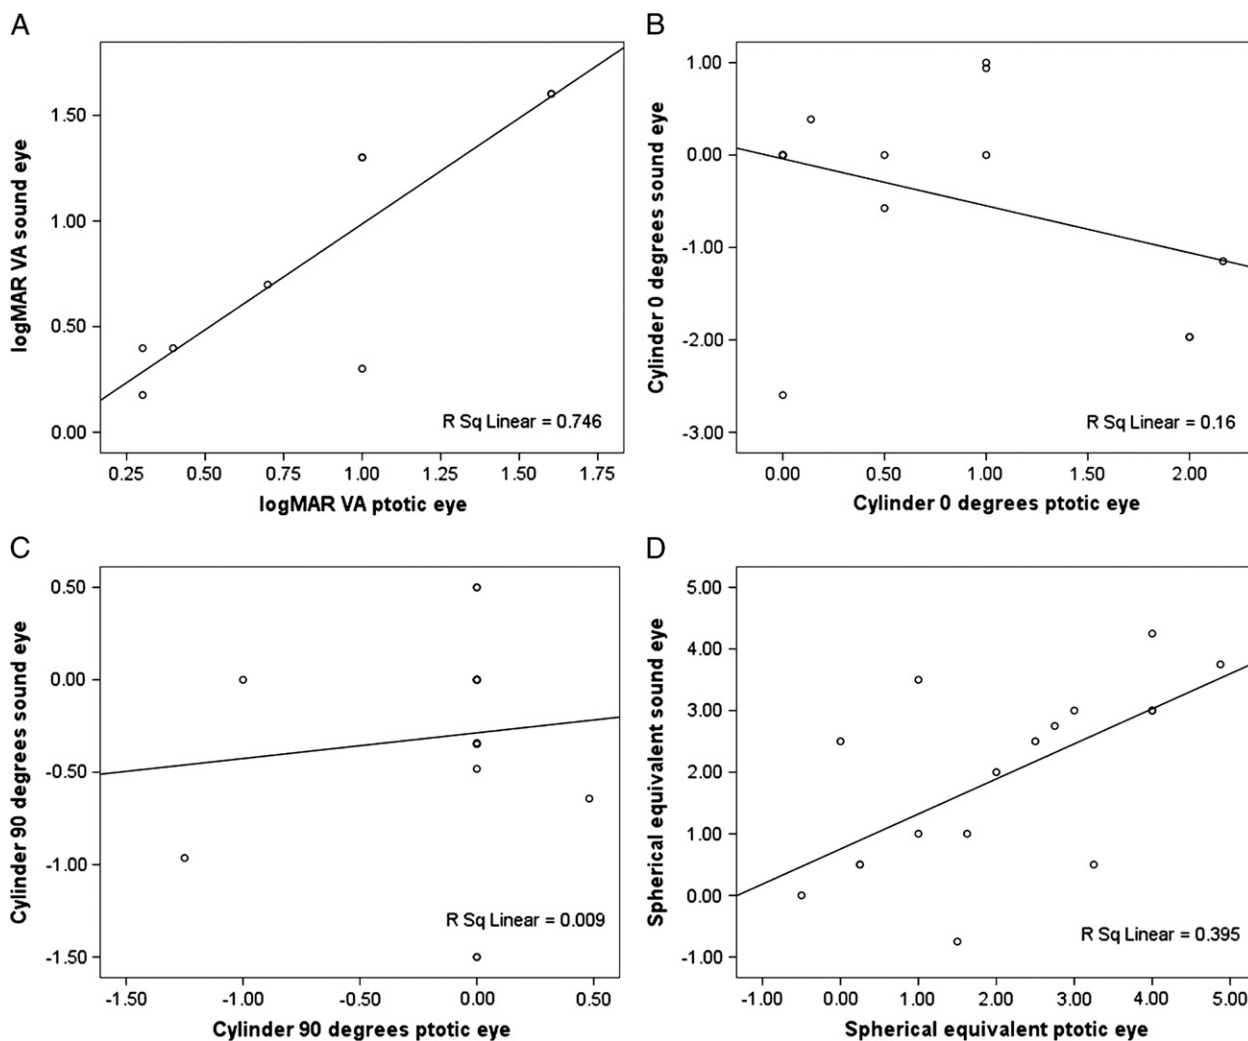 A
logMAR VA sound eye
1.50
1.00
0.50
0.00
R Sq Linear = 0.746
0.25 0.50 0.75 1.00 1.25 1.50 1.75
logMAR VA ptotic eye
B
Cylinder 0 degrees sound eye
1.00
0.00
-1.00
-2.00
-3.00
R Sq Linear = 0.16
0.00 0.50 1.00 1.50 2.00
Cylinder 0 degrees ptotic eye
C
Cylinder 90 degrees sound eye
0.50
0.00
-0.50
-1.00
-1.50
R Sq Linear = 0.009
-1.50 -1.00 -0.50 0.00 0.50
Cylinder 90 degrees ptotic eye
D
Spherical equivalent sound eye
5.00
4.00
3.00
2.00
1.00
0.00
-1.00
R Sq Linear = 0.395
-1.00 0.00 1.00 2.00 3.00 4.00 5.00
Spherical equivalent ptotic eye